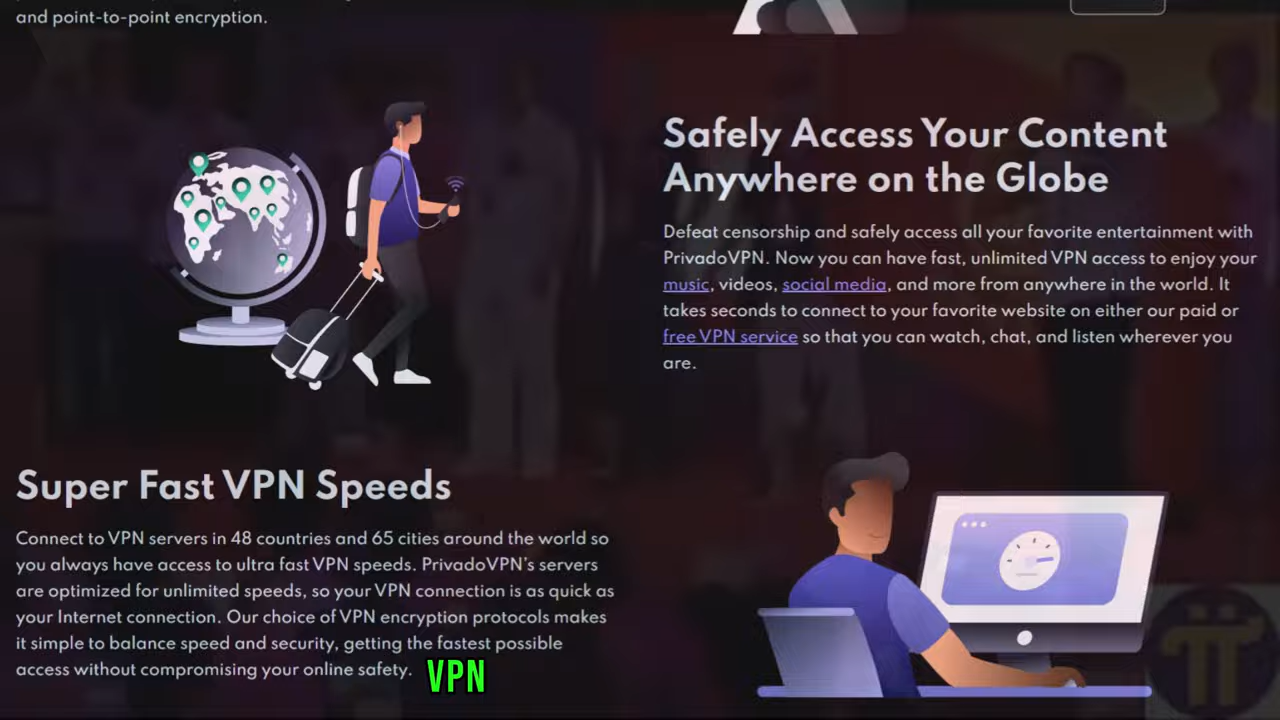 and point-to-point encryption.
Safely Access Your Content
Anywhere on the Globe
Defeat censorship and safely access all your favorite entertainment with
PrivadoVPN. Now you can have fast, unlimited VPN access to enjoy your
music, videos, social media, and more from anywhere in the world. It
takes seconds to connect to your favorite website on either our paid or
free VPN service so that you can watch, chat, and listen wherever you
are.
Super Fast VPN Speeds
Connect to VPN servers in 48 countries and 65 cities around the world so
you always have access to ultra fast VPN speeds. PrivadoVPN's servers
are optimized for unlimited speeds, so your VPN connection is as quick as
your Internet connection. Our choice of VPN encryption protocols makes
it simple to balance speed and security, getting the fastest possible
access without compromising your online safety.
VPN